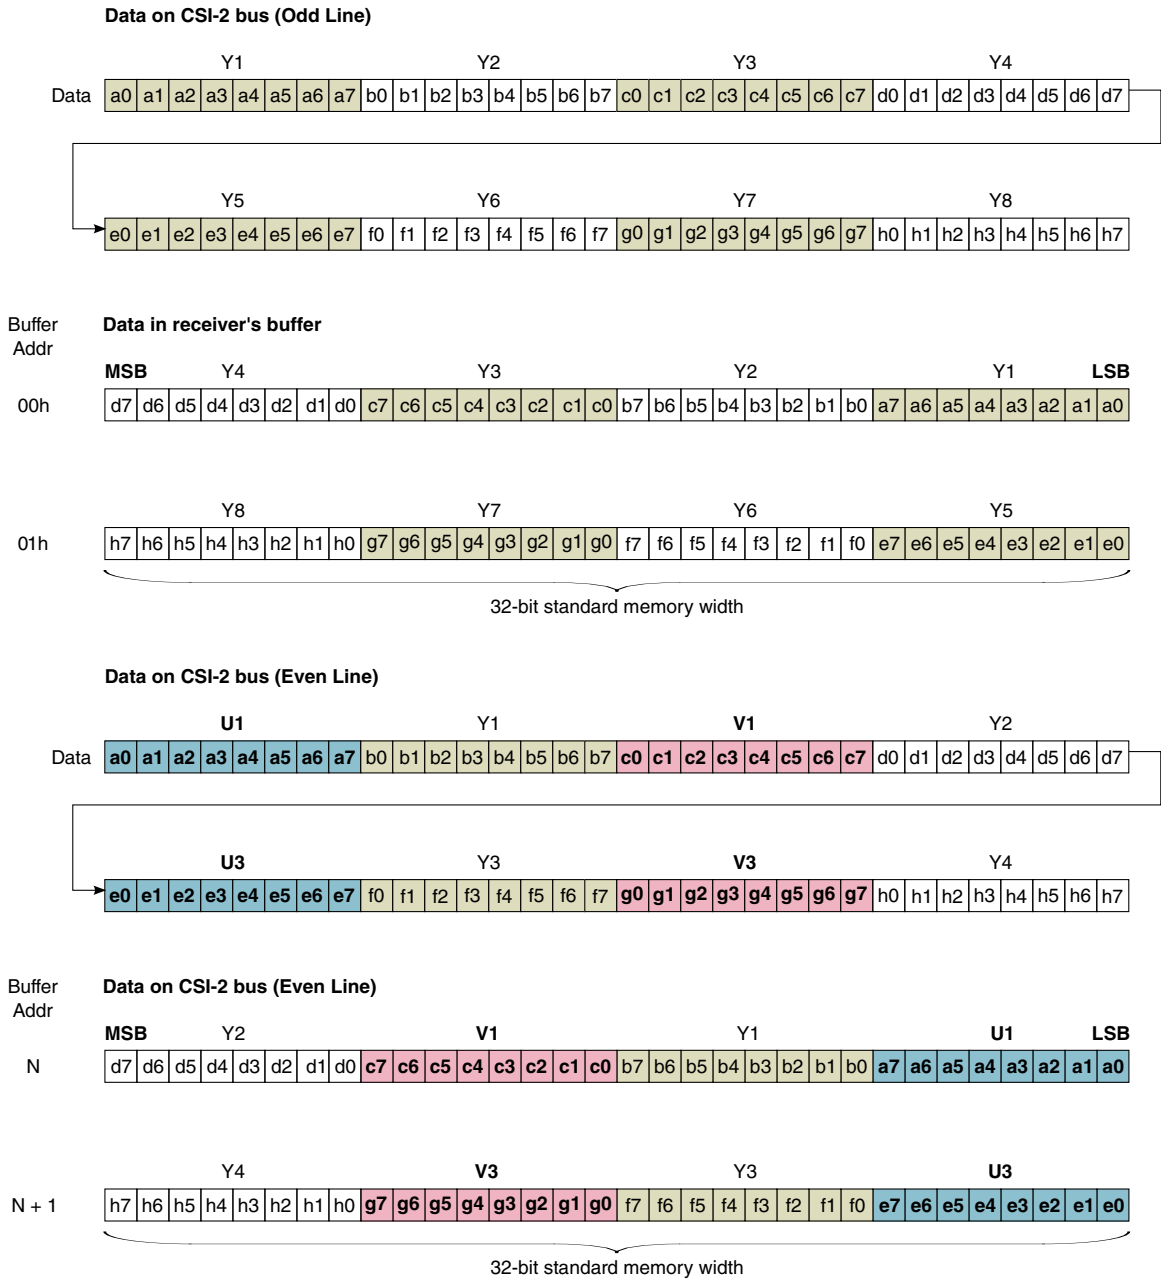 Data on CSI-2 bus (Odd Line)
Y1 Y2 Y3 Y4
Data a0 a1 a2 a3 a4 a5 a6 a7 b0 b1 b2 b3 b4 b5 b6 b7 c0 c1 c2 c3 c4 c5 c6 c7 d0 d1 d2 d3 d4 d5 d6 d7
Y5 Y6 Y7 Y8
e0 e1 e2 e3 e4 e5 e6 e7 f0 f1 f2 f3 f4 f5 f6 f7 g0 g1 g2 g3 g4 g5 g6 g7 h0 h1 h2 h3 h4 h5 h6 h7
Buffer Addr
Data in receiver's buffer
MSB Y4 Y3 Y2 Y1 LSB
00h d7 d6 d5 d4 d3 d2 d1 d0 c7 c6 c5 c4 c3 c2 c1 c0 b7 b6 b5 b4 b3 b2 b1 b0 a7 a6 a5 a4 a3 a2 a1 a0
Y8 Y7 Y6 Y5
01h h7 h6 h5 h4 h3 h2 h1 h0 g7 g6 g5 g4 g3 g2 g1 g0 f7 f6 f5 f4 f3 f2 f1 f0 e7 e6 e5 e4 e3 e2 e1 e0
32-bit standard memory width
Data on CSI-2 bus (Even Line)
U1 Y1 V1 Y2
Data a0 a1 a2 a3 a4 a5 a6 a7 b0 b1 b2 b3 b4 b5 b6 b7 c0 c1 c2 c3 c4 c5 c6 c7 d0 d1 d2 d3 d4 d5 d6 d7
U3 Y3 V3 Y4
e0 e1 e2 e3 e4 e5 e6 e7 f0 f1 f2 f3 f4 f5 f6 f7 g0 g1 g2 g3 g4 g5 g6 g7 h0 h1 h2 h3 h4 h5 h6 h7
Buffer Addr
Data on CSI-2 bus (Even Line)
MSB Y2 V1 Y1 U1 LSB
N d7 d6 d5 d4 d3 d2 d1 d0 c7 c6 c5 c4 c3 c2 c1 c0 b7 b6 b5 b4 b3 b2 b1 b0 a7 a6 a5 a4 a3 a2 a1 a0
Y4 V3 Y3 U3
N + 1 h7 h6 h5 h4 h3 h2 h1 h0 g7 g6 g5 g4 g3 g2 g1 g0 f7 f6 f5 f4 f3 f2 f1 f0 e7 e6 e5 e4 e3 e2 e1 e0
32-bit standard memory width